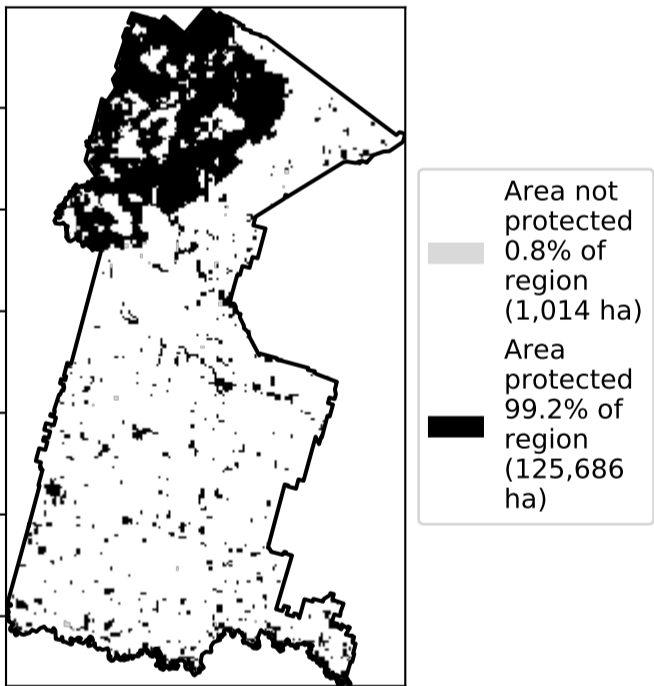 Area not
protected
0.8% of
region
(1,014 ha)
Area
protected
99.2% of
region
(125,686
ha)